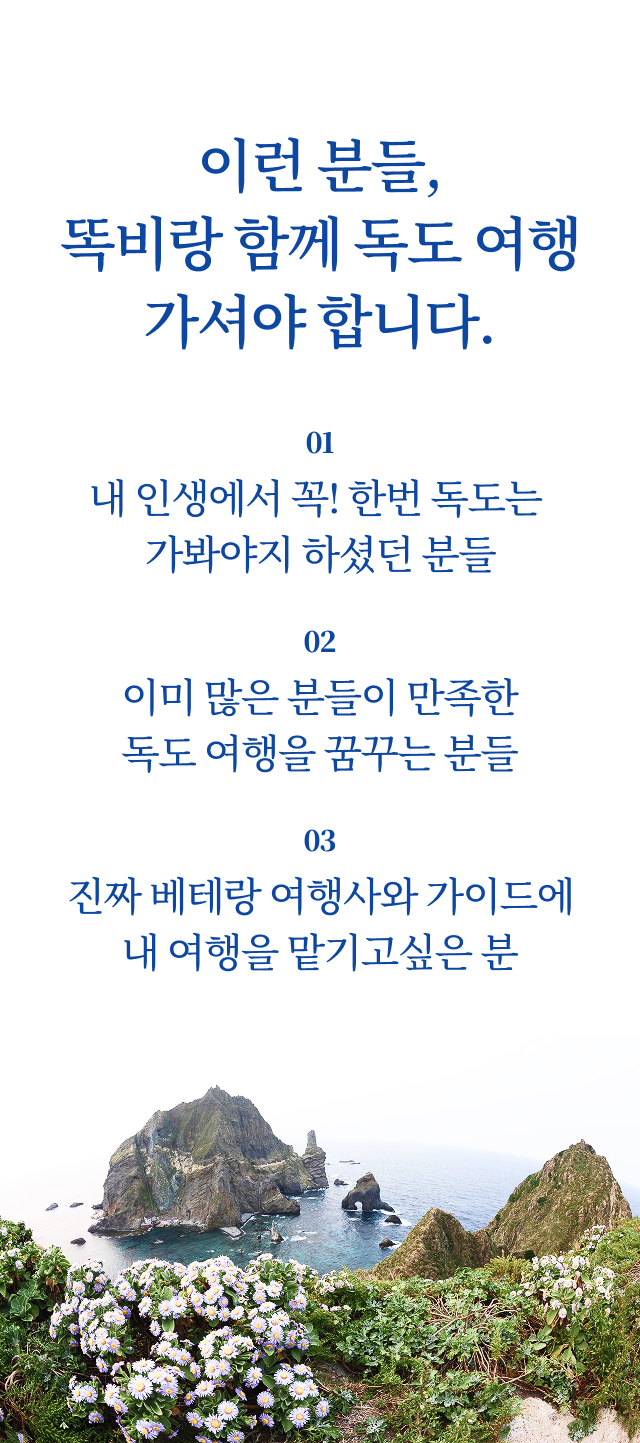 이런 분들,
똑비랑 함께 독도 여행
가셔야 합니다.
01
내 인생에서 꼭! 한번 독도는
가봐야지 하셨던 분들
02
이미 많은 분들이 만족한
독도 여행을 꿈꾸는 분들
03
진짜 베테랑 여행사와 가이드에
내 여행을 맡기고싶은 분